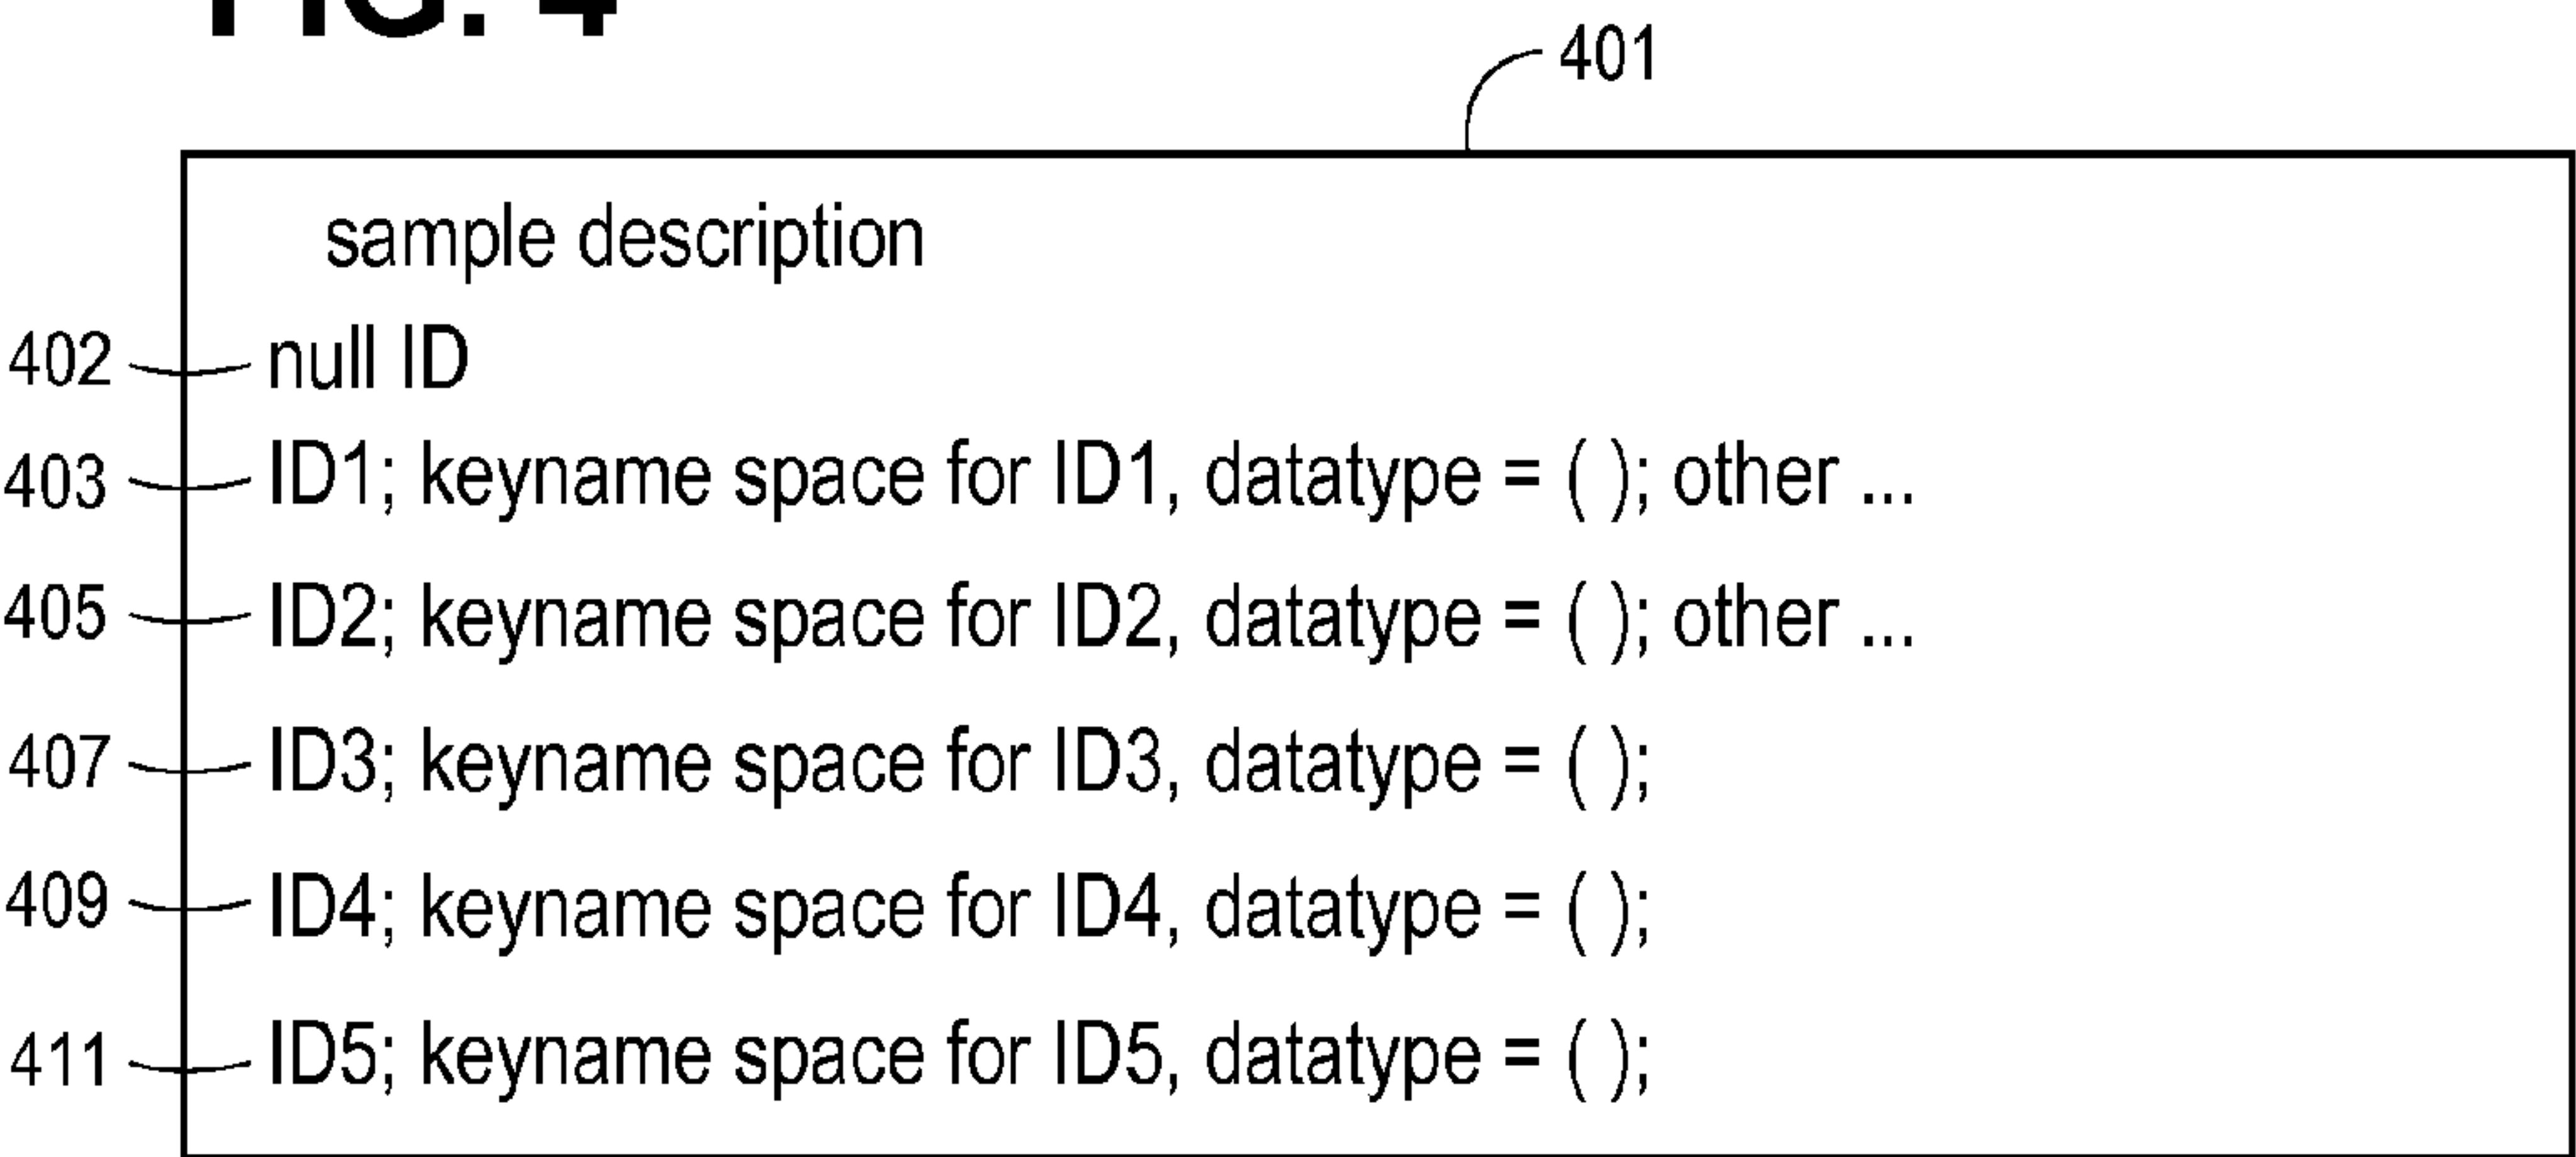 FIG. 4
401
sample description
402 null ID
403 ID1; keyname space for ID1, datatype = ( ); other ...
405 ID2; keyname space for ID2, datatype = ( ); other ...
407 ID3; keyname space for ID3, datatype = ( );
409 ID4; keyname space for ID4, datatype = ( );
411 ID5; keyname space for ID5, datatype = ( );